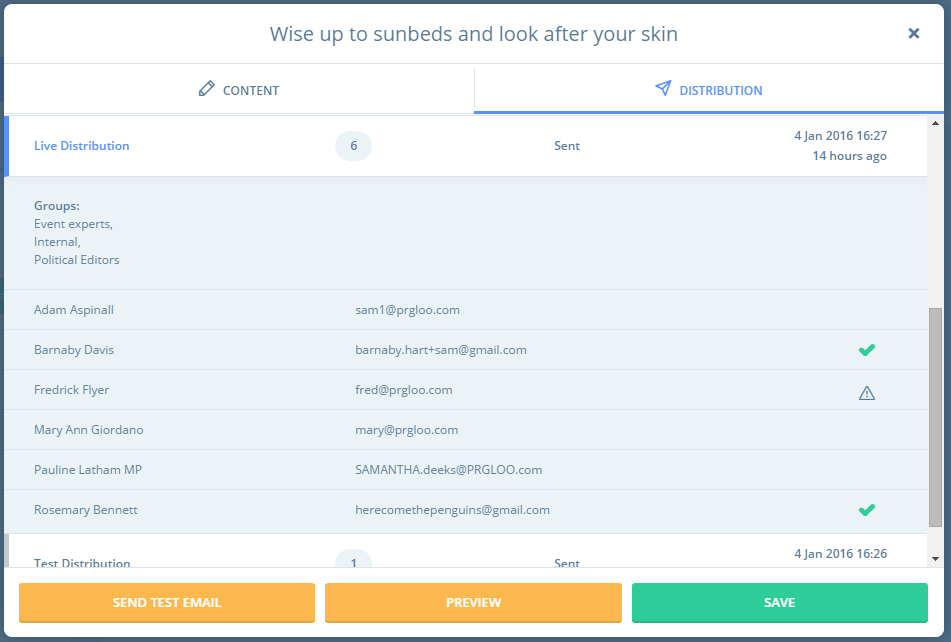 Wise up to sunbeds and look after your skin
CONTENT
DISTRIBUTION
Live Distribution 6 Sent 4 Jan 2016 16:27
14 hours ago
Groups:
Event experts,
Internal,
Political Editors
Adam Aspinall sam1@prgloo.com
Barnaby Davis barnaby.hart+sam@gmail.com
Fredrick Flyer fred@prgloo.com
Mary Ann Giordano mary@prgloo.com
Pauline Latham MP SAMANTHA.deeks@PRGLOO.com
Rosemary Bennett herecomethepenguins@gmail.com
Test Distribution 1 Sent 4 Jan 2016 16:26
SEND TEST EMAIL PREVIEW SAVE